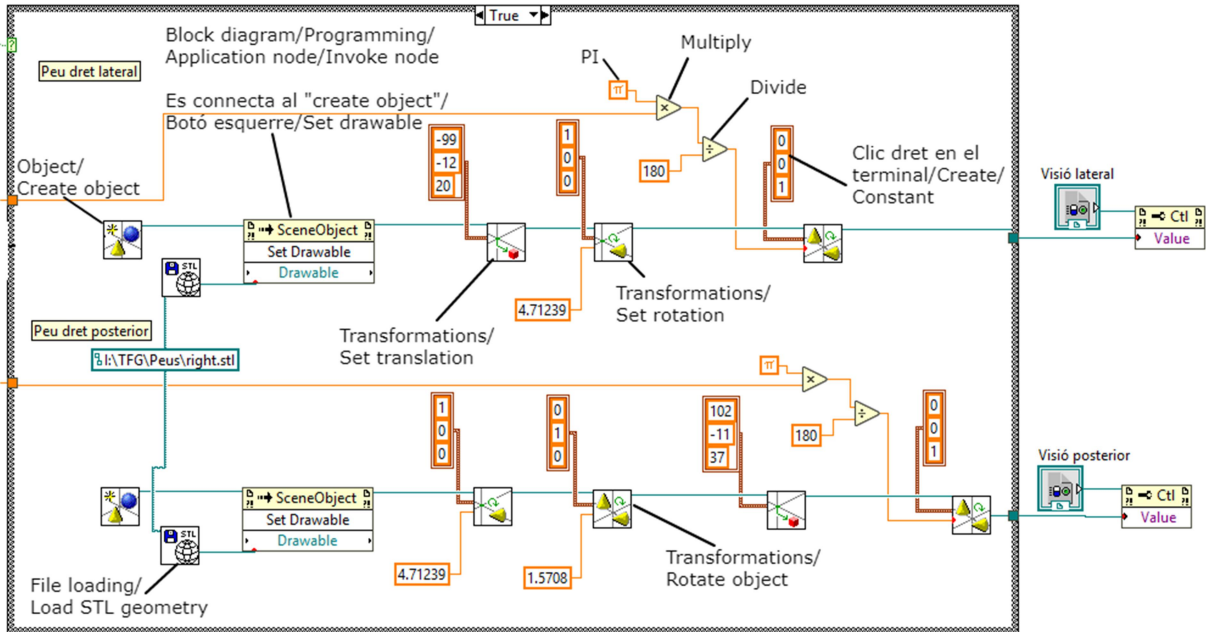 True
?
Block diagram/Programming/
Application node/Invoke node
Peu dret lateral
PI
Multiply
π
×
Divide
÷
180
Es connecta al "create object"/
Botó esquerre/Set drawable
-99
-12
20
1
0
0
0
0
1
Clic dret en el
terminal/Create/
Constant
Visió lateral
Ctl
Value
Object/
Create object
SceneObject
Set Drawable
Drawable
STL
4.71239
Transformations/
Set rotation
Transformations/
Set translation
Peu dret posterior
I:\TFG\Peus\right.stl
π
×
÷
180
1
0
0
0
1
0
102
-11
37
0
0
1
Visió posterior
Ctl
Value
SceneObject
Set Drawable
Drawable
STL
4.71239
1.5708
Transformations/
Rotate object
File loading/
Load STL geometry